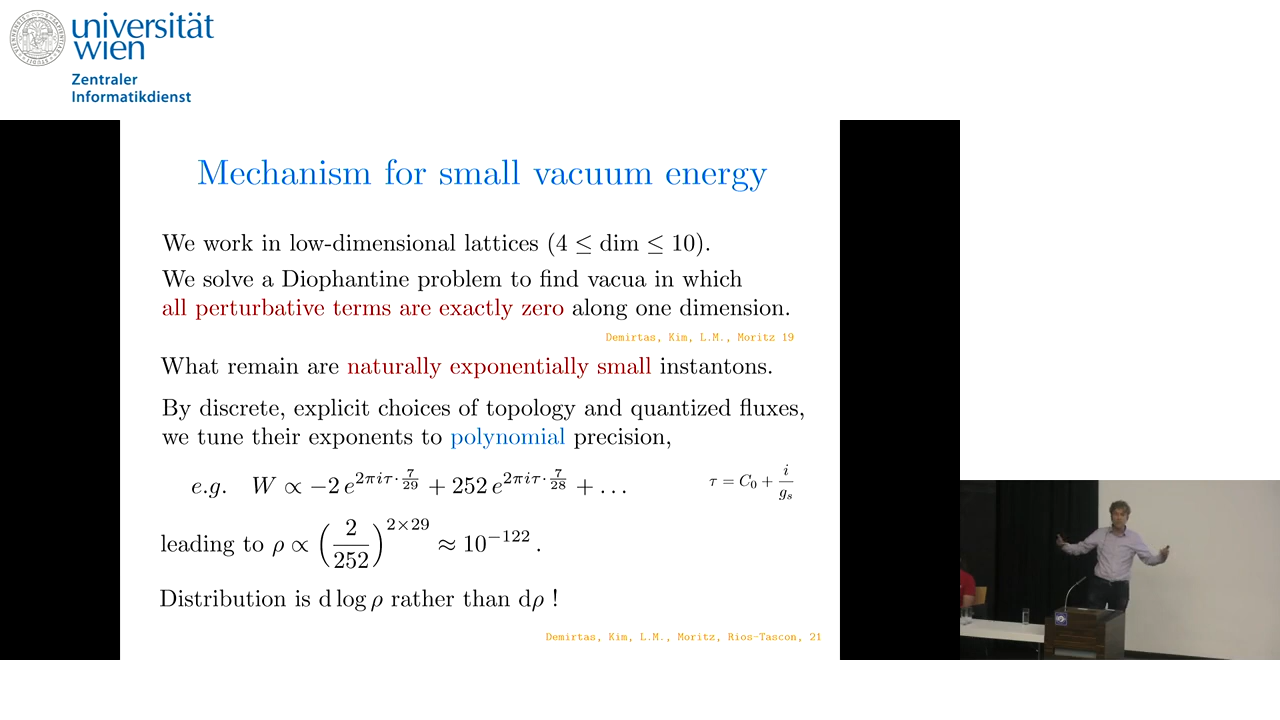 universität
wien
Zentraler
Informatikdienst
Mechanism for small vacuum energy
We work in low-dimensional lattices (4 ≤ dim ≤ 10).
We solve a Diophantine problem to find vacua in which
all perturbative terms are exactly zero along one dimension.
Demirtas, Kim, L.M., Moritz 19
What remain are naturally exponentially small instantons.
By discrete, explicit choices of topology and quantized fluxes,
we tune their exponents to polynomial precision,
e.g. W ∝ −2 e^{2πiτ·7/29} + 252 e^{2πiτ·7/28} + … τ = C₀ + i/g_s
leading to ρ ∝ (2/252)^{2×29} ≈ 10^{−122} .
Distribution is d log ρ rather than dρ !
Demirtas, Kim, L.M., Moritz, Rios-Tascon, 21